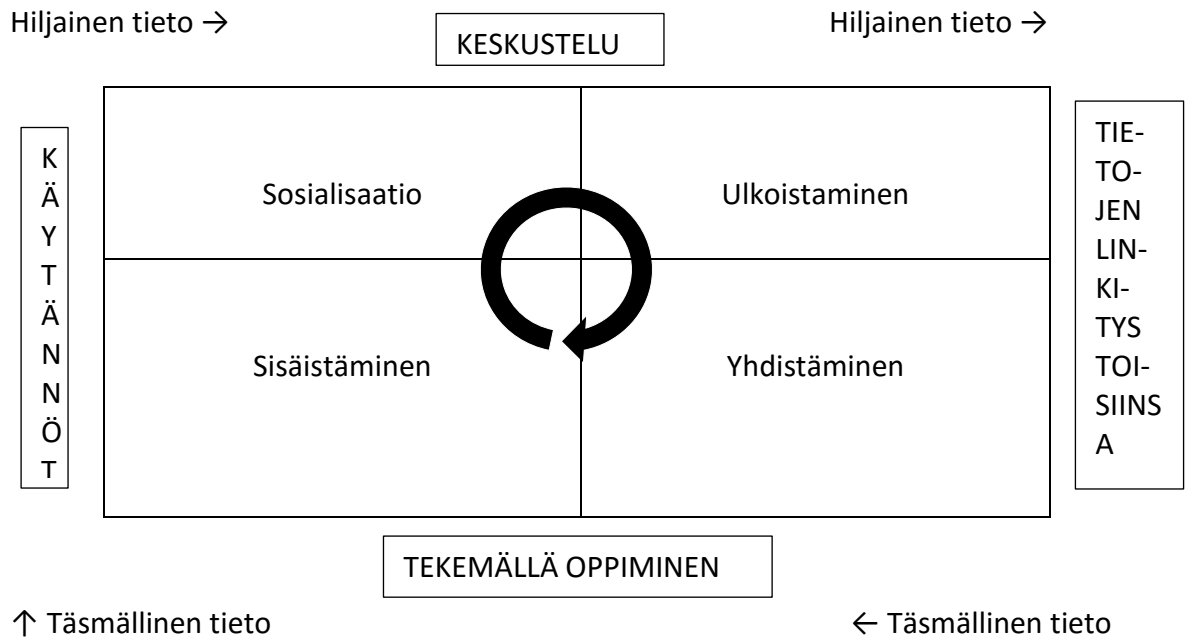 Hiljainen tieto → Hiljainen tieto →
KESKUSTELU
K
Ä
Y
T
Ä
N
N
Ö
T
Sosialisaatio Ulkoistaminen
Sisäistäminen Yhdistäminen
TIE-
TO-
JEN
LIN-
KI-
TYS
TOI-
SIINS
A
TEKEMÄLLÄ OPPIMINEN
↑ Täsmällinen tieto ← Täsmällinen tieto